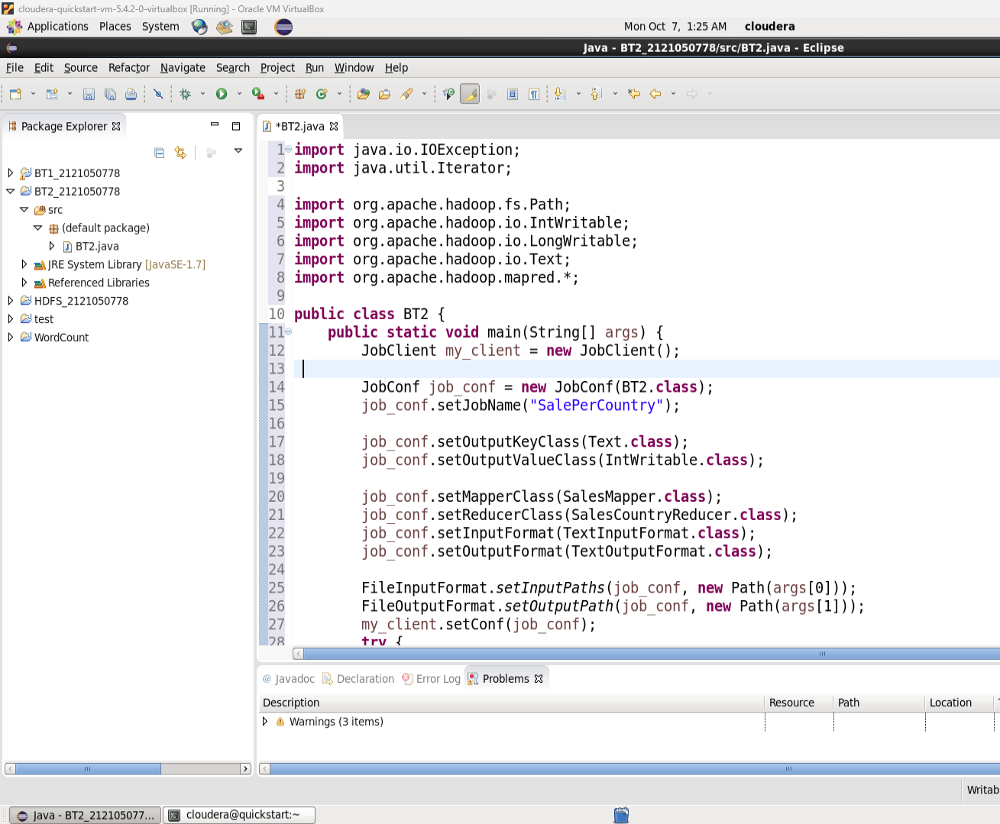 cloudera-quickstart-vm-5.4.2-0-virtualbox [Running] - Oracle VM VirtualBox
Applications Places System Mon Oct 7, 1:25 AM cloudera
Java - BT2_2121050778/src/BT2.java - Eclipse
File Edit Source Refactor Navigate Search Project Run Window Help
Package Explorer
BT1_2121050778
BT2_2121050778
src
(default package)
BT2.java
JRE System Library [JavaSE-1.7]
Referenced Libraries
HDFS_2121050778
test
WordCount
*BT2.java
1 import java.io.IOException;
2 import java.util.Iterator;
3
4 import org.apache.hadoop.fs.Path;
5 import org.apache.hadoop.io.IntWritable;
6 import org.apache.hadoop.io.LongWritable;
7 import org.apache.hadoop.io.Text;
8 import org.apache.hadoop.mapred.*;
9
10 public class BT2 {
11 public static void main(String[] args) {
12 JobClient my_client = new JobClient();
13
14 JobConf job_conf = new JobConf(BT2.class);
15 job_conf.setJobName("SalePerCountry");
16
17 job_conf.setOutputKeyClass(Text.class);
18 job_conf.setOutputValueClass(IntWritable.class);
19
20 job_conf.setMapperClass(SalesMapper.class);
21 job_conf.setReducerClass(SalesCountryReducer.class);
22 job_conf.setInputFormat(TextInputFormat.class);
23 job_conf.setOutputFormat(TextOutputFormat.class);
24
25 FileInputFormat.setInputPaths(job_conf, new Path(args[0]));
26 FileOutputFormat.setOutputPath(job_conf, new Path(args[1]));
27 my_client.setConf(job_conf);
28 try {
@ Javadoc Declaration Error Log Problems
Description Resource Path Location
Warnings (3 items)
Writab
Java - BT2_212105077... cloudera@quickstart:~